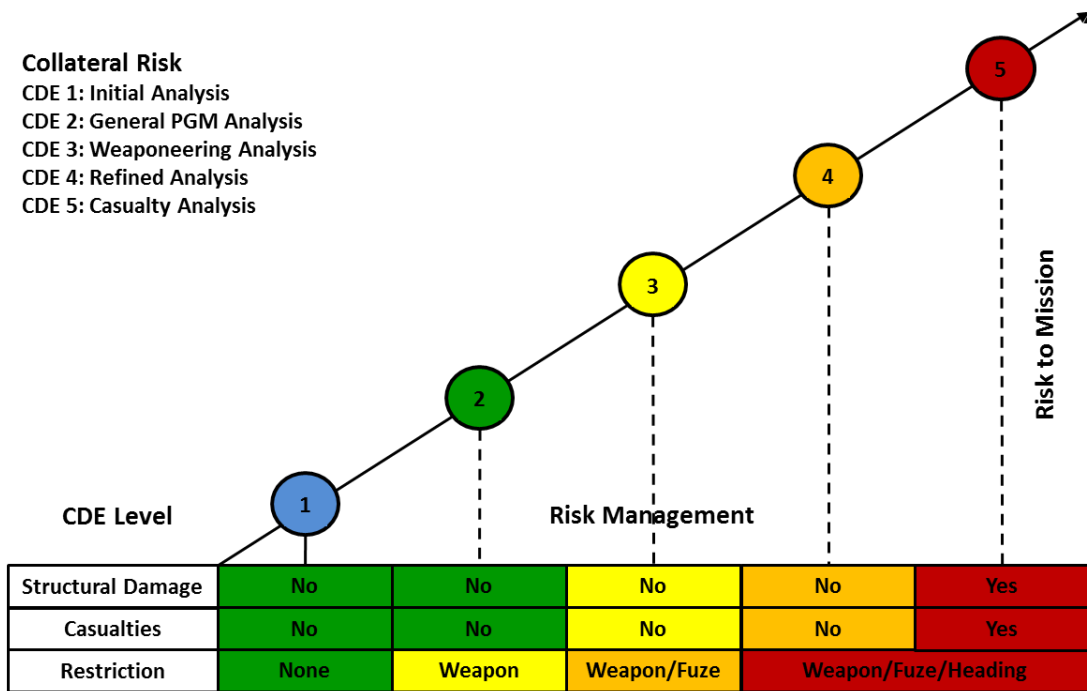 Collateral Risk
CDE 1: Initial Analysis
CDE 2: General PGM Analysis
CDE 3: Weaponeering Analysis
CDE 4: Refined Analysis
CDE 5: Casualty Analysis
5
4
3
2
1
Risk to Mission
CDE Level
Risk Management
Structural Damage No No No No Yes
Casualties No No No No Yes
Restriction None Weapon Weapon/Fuze Weapon/Fuze/Heading